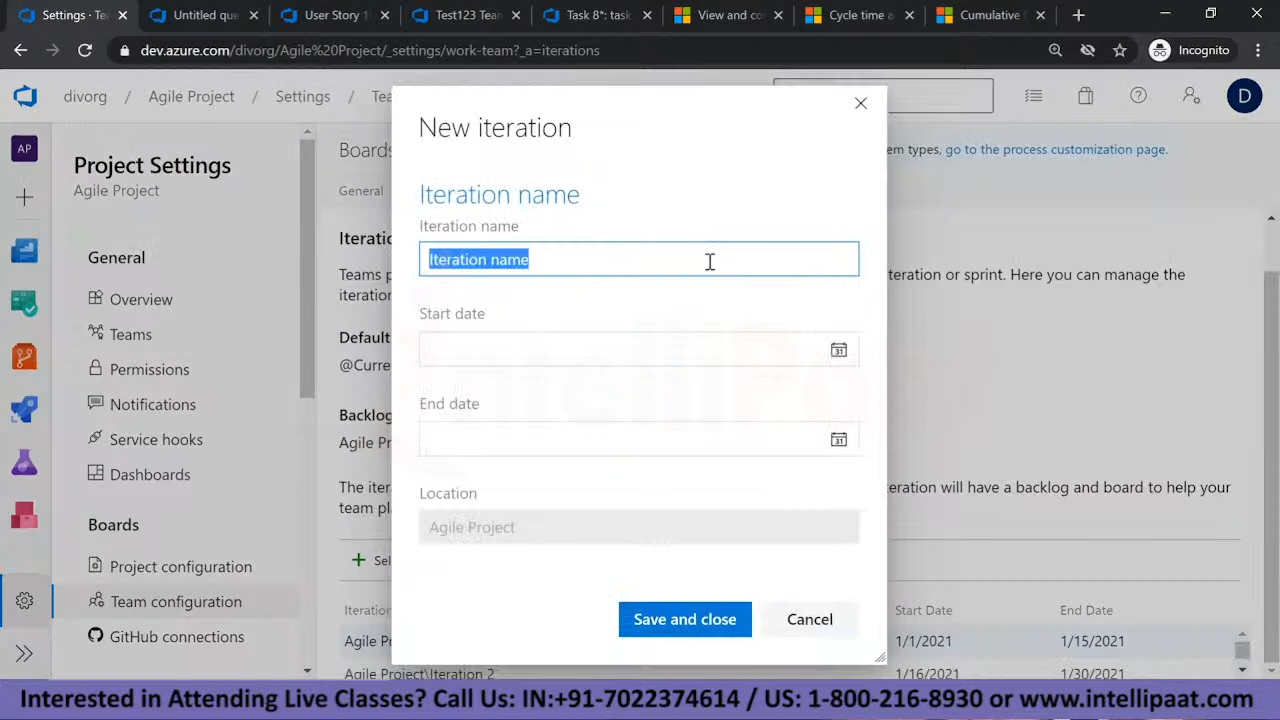 Settings - Te
Untitled que
User Story 1
Test123 Team
Task 8*: task
View and co
Cycle time a
Cumulative
dev.azure.com/divorg/Agile%20Project/_settings/work-team?_a=iterations
Incognito
divorg / Agile Project / Settings / Tea
D
AP
Project Settings
Agile Project
General
Overview
Teams
Permissions
Notifications
Service hooks
Dashboards
Boards
Project configuration
Team configuration
GitHub connections
Boards
em types, go to the process customization page.
General
Iteratio
Teams p
eration or sprint. Here you can manage the
iteration
Default
@Curre
Backlog
Agile Pr
The iter
eration will have a backlog and board to help your
team pla
Sel
Iteration
Start Date
End Date
Agile Pr
1/1/2021
1/15/2021
Agile Project\Iteration 2
1/16/2021
1/30/2021
New iteration
Iteration name
Iteration name
Iteration name
Start date
31
End date
31
Location
Agile Project
Save and close
Cancel
Interested in Attending Live Classes? Call Us: IN:+91-7022374614 / US: 1-800-216-8930 or www.intellipaat.com